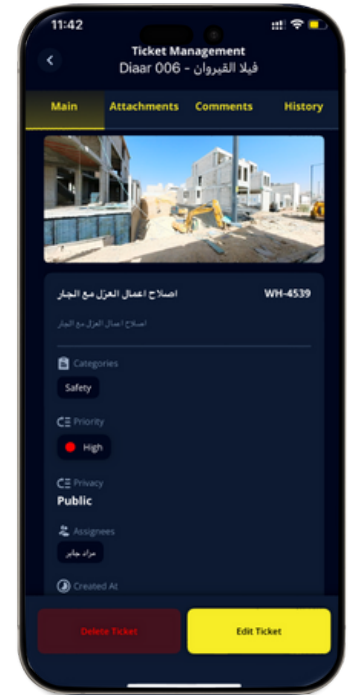 11:42
Ticket Management
Diaar 006 - فيلا القيروان
Main Attachments Comments History
اصلاح اعمال العزل مع الجار WH-4539
اصلاح اعمال العزل مع الجار
Categories
Safety
Priority
High
Privacy
Public
Assignees
مراد جابر
Created At
Delete Ticket Edit Ticket